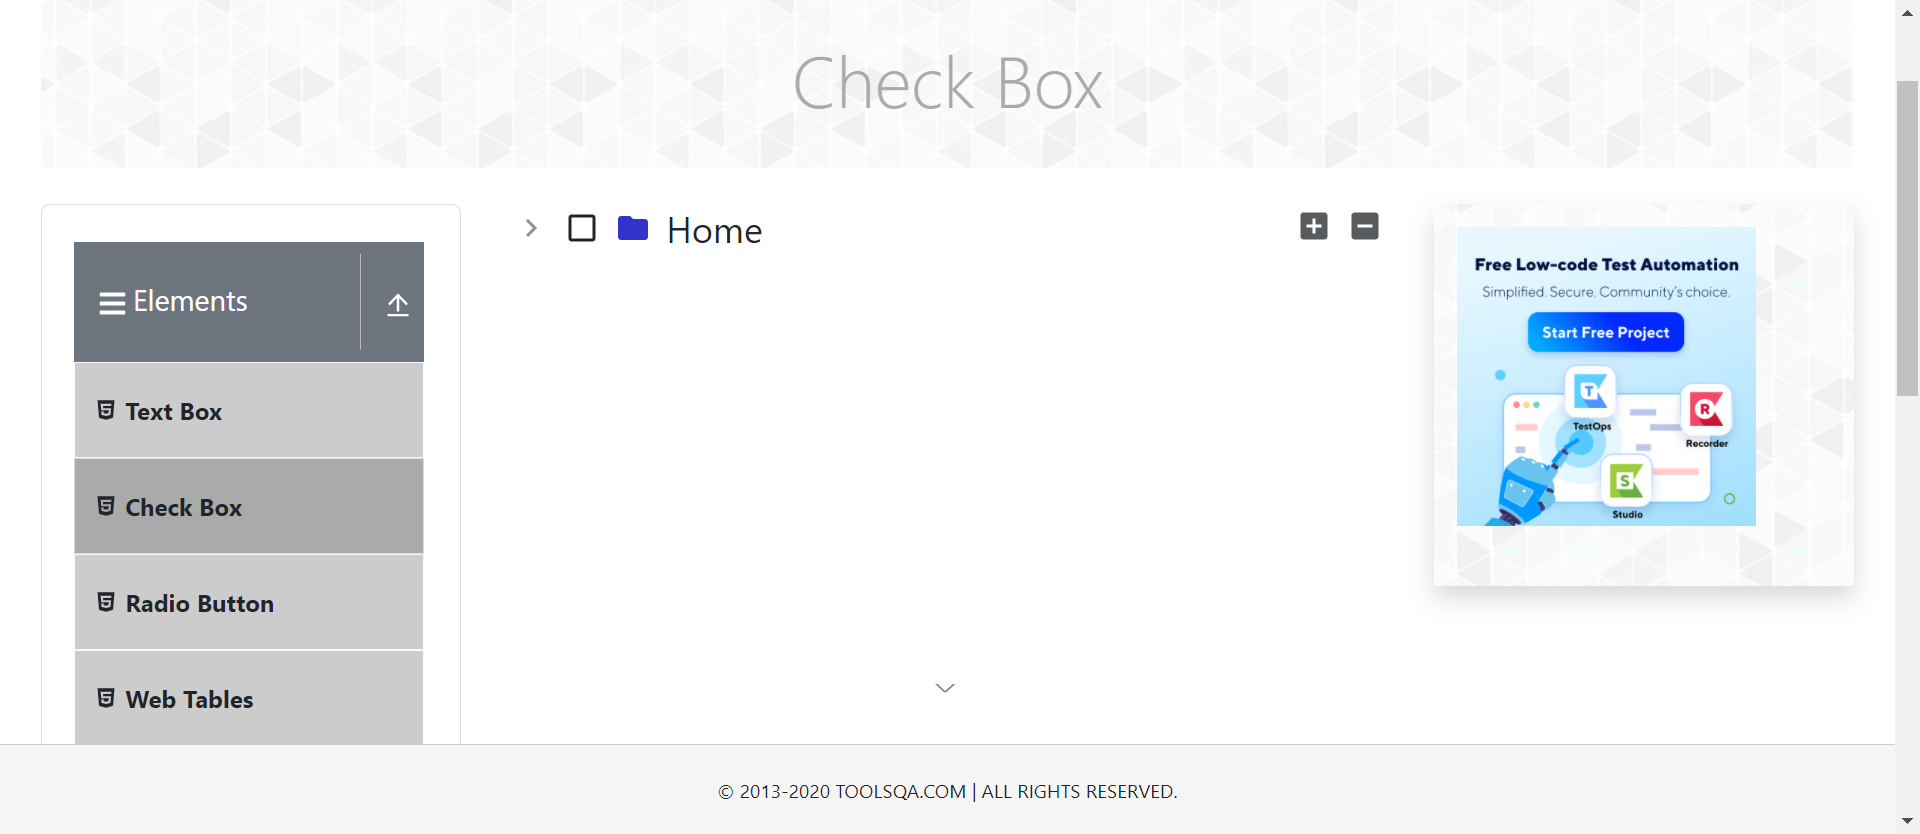 Check Box
Elements
Text Box
Check Box
Radio Button
Web Tables
Home
Free Low-code Test Automation
Simplified. Secure. Community's choice.
Start Free Project
T
TestOps
R
Recorder
S
Studio
© 2013-2020 TOOLSQA.COM | ALL RIGHTS RESERVED.